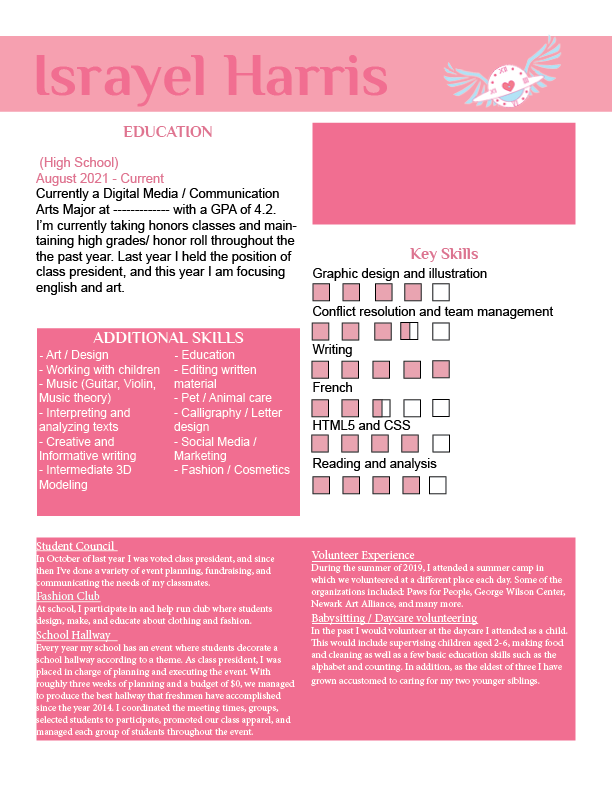 Israyel Harris
EDUCATION
(High School)
August 2021 - Current
Currently a Digital Media / Communication
Arts Major at ------------- with a GPA of 4.2.
I'm currently taking honors classes and main-
taining high grades/ honor roll throughout the
the past year. Last year I held the position of
class president, and this year I am focusing
english and art.
ADDITIONAL SKILLS
- Art / Design
- Working with children
- Music (Guitar, Violin,
Music theory)
- Interpreting and
analyzing texts
- Creative and
Informative writing
- Intermediate 3D
Modeling
- Education
- Editing written
material
- Pet / Animal care
- Calligraphy / Letter
design
- Social Media /
Marketing
- Fashion / Cosmetics
Key Skills
Graphic design and illustration
Conflict resolution and team management
Writing
French
HTML5 and CSS
Reading and analysis
Student Council
In October of last year I was voted class president, and since
then I've done a variety of event planning, fundraising, and
communicating the needs of my classmates.
Fashion Club
At school, I participate in and help run club where students
design, make, and educate about clothing and fashion.
School Hallway
Every year my school has an event where students decorate a
school hallway according to a theme. As class president, I was
placed in charge of planning and executing the event. With
roughly three weeks of planning and a budget of $0, we managed
to produce the best hallway that freshmen have accomplished
since the year 2014. I coordinated the meeting times, groups,
selected students to participate, promoted our class apparel, and
managed each group of students throughout the event.
Volunteer Experience
During the summer of 2019, I attended a summer camp in
which we volunteered at a different place each day. Some of the
organizations included: Paws for People, George Wilson Center,
Newark Art Alliance, and many more.
Babysitting / Daycare volunteering
In the past I would volunteer at the daycare I attended as a child.
This would include supervising children aged 2-6, making food
and cleaning as well as a few basic education skills such as the
alphabet and counting. In addition, as the eldest of three I have
grown accustomed to caring for my two younger siblings.